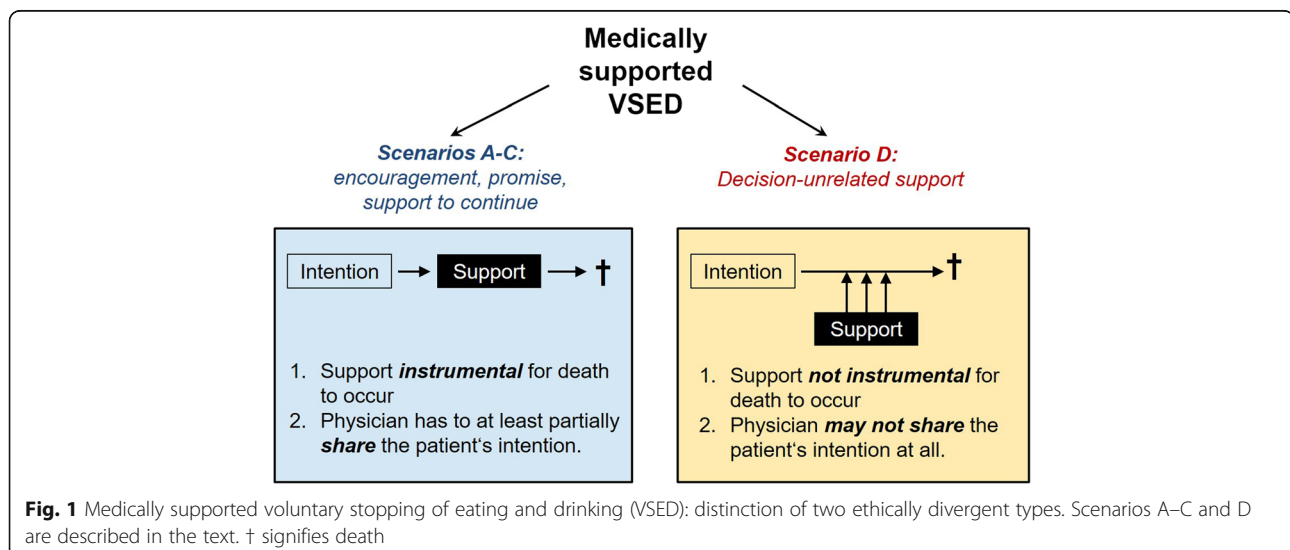 Medically
supported
VSED
Scenarios A-C:
encouragement, promise,
support to continue
Scenario D:
Decision-unrelated support
Intention
Support
†
1. Support instrumental for death
to occur
2. Physician has to at least partially
share the patient‘s intention.
Intention
†
Support
1. Support not instrumental for
death to occur
2. Physician may not share the
patient‘s intention at all.
Fig. 1 Medically supported voluntary stopping of eating and drinking (VSED): distinction of two ethically divergent types. Scenarios A–C and D
are described in the text. † signifies death